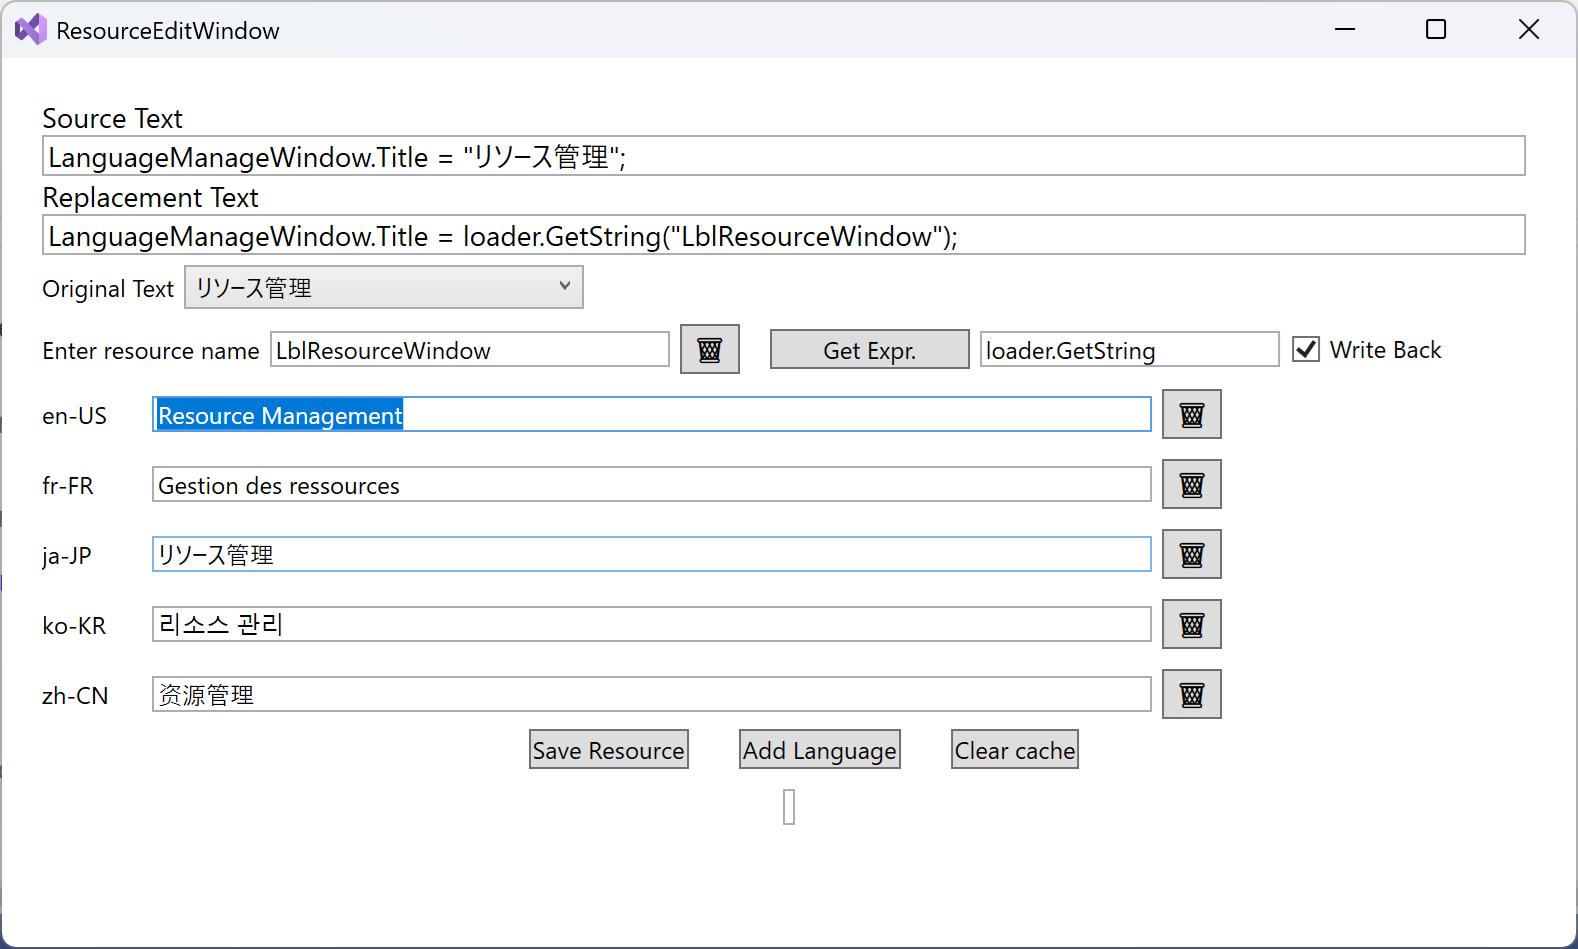 ResourceEditWindow
Source Text
LanguageManageWindow.Title = "リソース管理";
Replacement Text
LanguageManageWindow.Title = loader.GetString("LblResourceWindow");
Original Text リソース管理
Enter resource name LblResourceWindow Get Expr. loader.GetString Write Back
en-US Resource Management
fr-FR Gestion des ressources
ja-JP リソース管理
ko-KR 리소스 관리
zh-CN 资源管理
Save Resource Add Language Clear cache